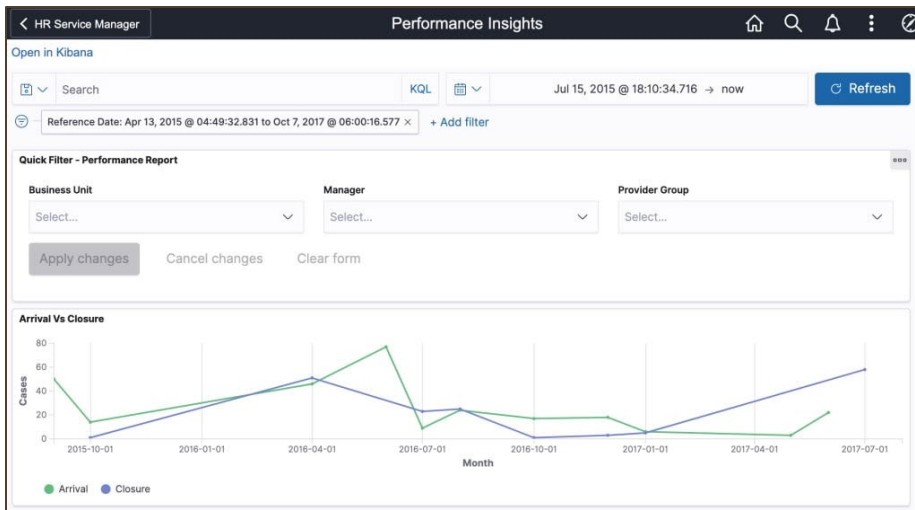 HR Service Manager
Performance Insights
Open in Kibana
Search
KQL
Jul 15, 2015 @ 18:10:34.716 → now
Refresh
Reference Date: Apr 13, 2015 @ 04:49:32.831 to Oct 7, 2017 @ 06:00:16.577 ×
+ Add filter
Quick Filter - Performance Report
Business Unit
Manager
Provider Group
Select...
Select...
Select...
Apply changes
Cancel changes
Clear form
Arrival Vs Closure
80
60
40
20
0
Cases
2015-10-01
2016-01-01
2016-04-01
2016-07-01
2016-10-01
2017-01-01
2017-04-01
2017-07-01
Month
Arrival
Closure